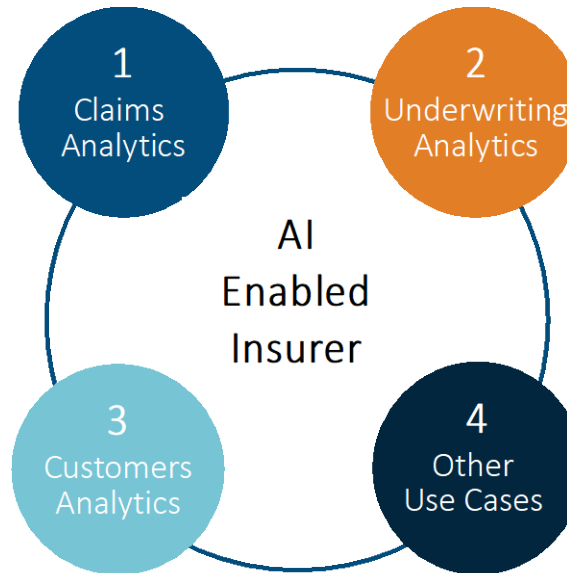 1
Claims
Analytics
2
Underwriting
Analytics
AI
Enabled
Insurer
3
Customers
Analytics
4
Other
Use Cases